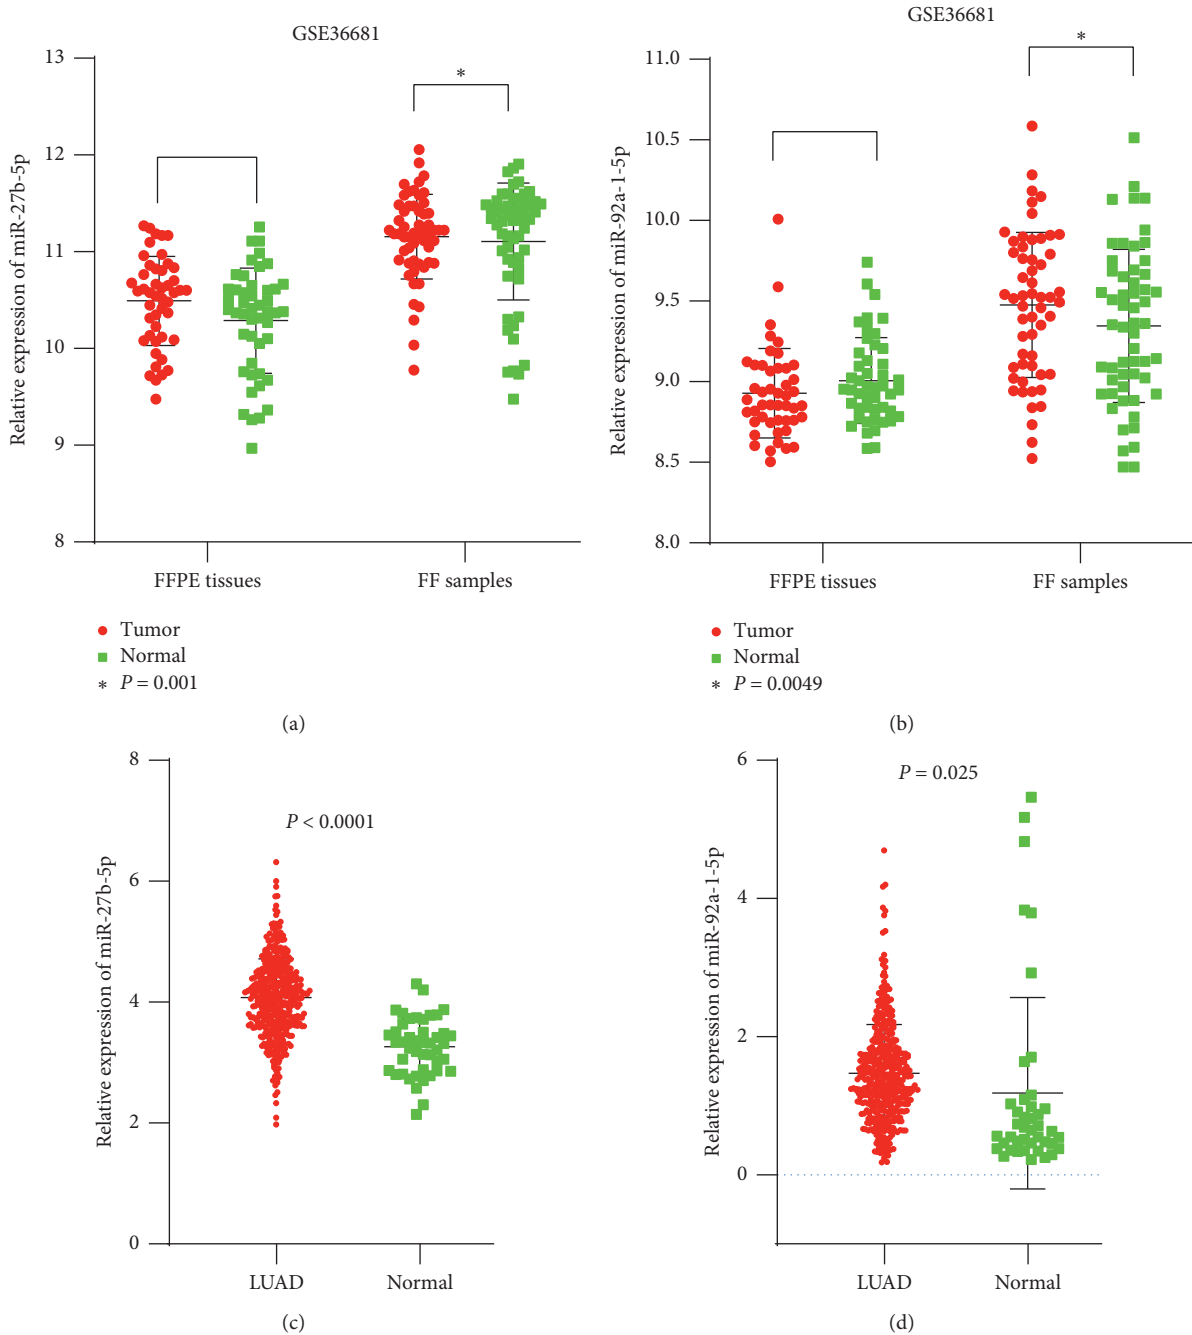 GSE36681
Relative expression of miR-27b-5p
13
12
11
10
9
8
*
FFPE tissues
FF samples
Tumor
Normal
* P = 0.001
(a)
GSE36681
Relative expression of miR-92a-1-5p
11.0
10.5
10.0
9.5
9.0
8.5
8.0
*
FFPE tissues
FF samples
Tumor
Normal
* P = 0.0049
(b)
Relative expression of miR-27b-5p
8
6
4
2
0
P < 0.0001
LUAD
Normal
(c)
Relative expression of miR-92a-1-5p
6
4
2
0
P = 0.025
LUAD
Normal
(d)